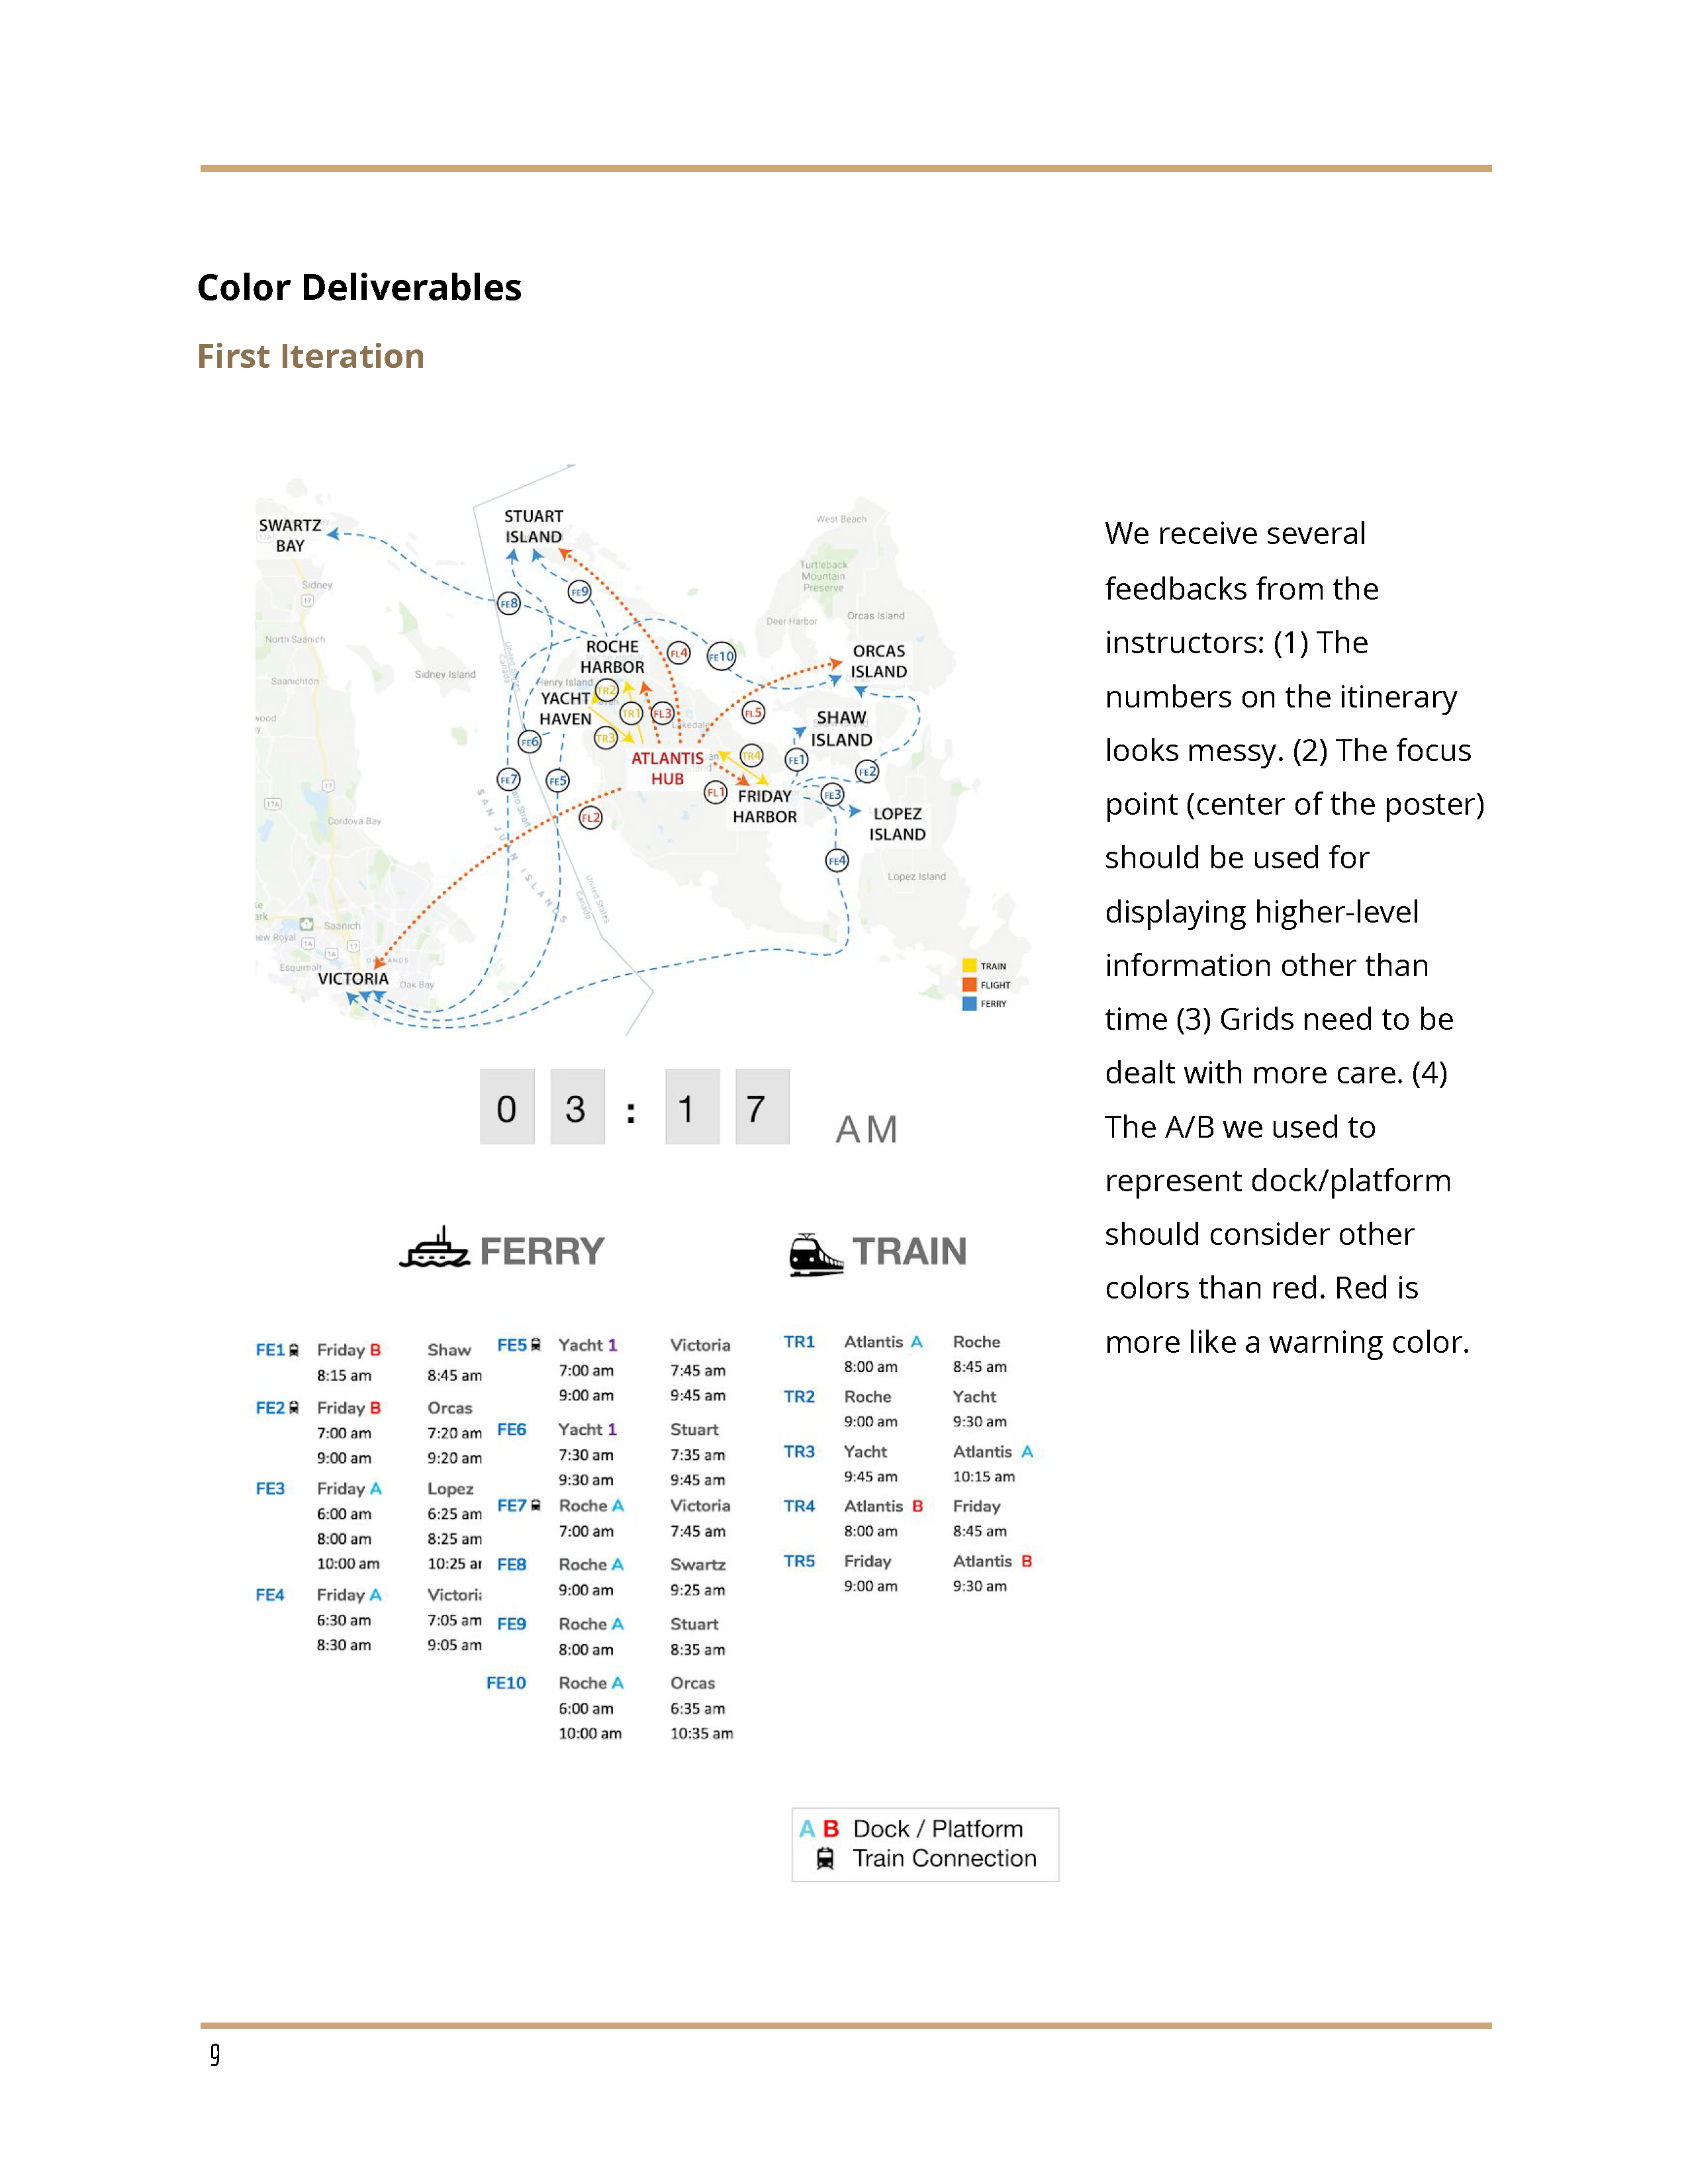 Color Deliverables
First Iteration
SWARTZ
BAY
STUART
ISLAND
West Beach
Turtleback
Mountain
Preserve
Sidney
17
FE9
FE8
Deer Harbor
Orcas Island
North Saanich
ROCHE
HARBOR
FL4
FE10
ORCAS
ISLAND
Sidney Island
Saanichton
Henry Island
TR2
YACHT
HAVEN
TR1
FL3
FL5
SHAW
ISLAND
TR3
FE6
ATLANTIS
HUB
TR4
FE1
FE2
FE7
FE5
FL1
FRIDAY
HARBOR
FE3
17
17A
LOPEZ
ISLAND
FL2
Cordova Bay
SAN JUAN ISLANDS
United States
Canada
FE4
Lopez Island
Saanich
1A
17
1A
Esquimalt
VICTORIA
Oak Bay
TRAIN
FLIGHT
FERRY
03:17 AM
FERRY
TRAIN
FE1 Friday B Shaw
8:15 am 8:45 am
FE2 Friday B Orcas
7:00 am 7:20 am
9:00 am 9:20 am
FE3 Friday A Lopez
6:00 am 6:25 am
8:00 am 8:25 am
10:00 am 10:25 a
FE4 Friday A Victori
6:30 am 7:05 am
8:30 am 9:05 am
FE5 Yacht 1 Victoria
7:00 am 7:45 am
9:00 am 9:45 am
FE6 Yacht 1 Stuart
7:30 am 7:35 am
9:30 am 9:45 am
FE7 Roche A Victoria
7:00 am 7:45 am
FE8 Roche A Swartz
9:00 am 9:25 am
FE9 Roche A Stuart
8:00 am 8:35 am
FE10 Roche A Orcas
6:00 am 6:35 am
10:00 am 10:35 am
TR1 Atlantis A Roche
8:00 am 8:45 am
TR2 Roche Yacht
9:00 am 9:30 am
TR3 Yacht Atlantis A
9:45 am 10:15 am
TR4 Atlantis B Friday
8:00 am 8:45 am
TR5 Friday Atlantis B
9:00 am 9:30 am
A B Dock / Platform
Train Connection
We receive several
feedbacks from the
instructors: (1) The
numbers on the itinerary
looks messy. (2) The focus
point (center of the poster)
should be used for
displaying higher-level
information other than
time (3) Grids need to be
dealt with more care. (4)
The A/B we used to
represent dock/platform
should consider other
colors than red. Red is
more like a warning color.
9